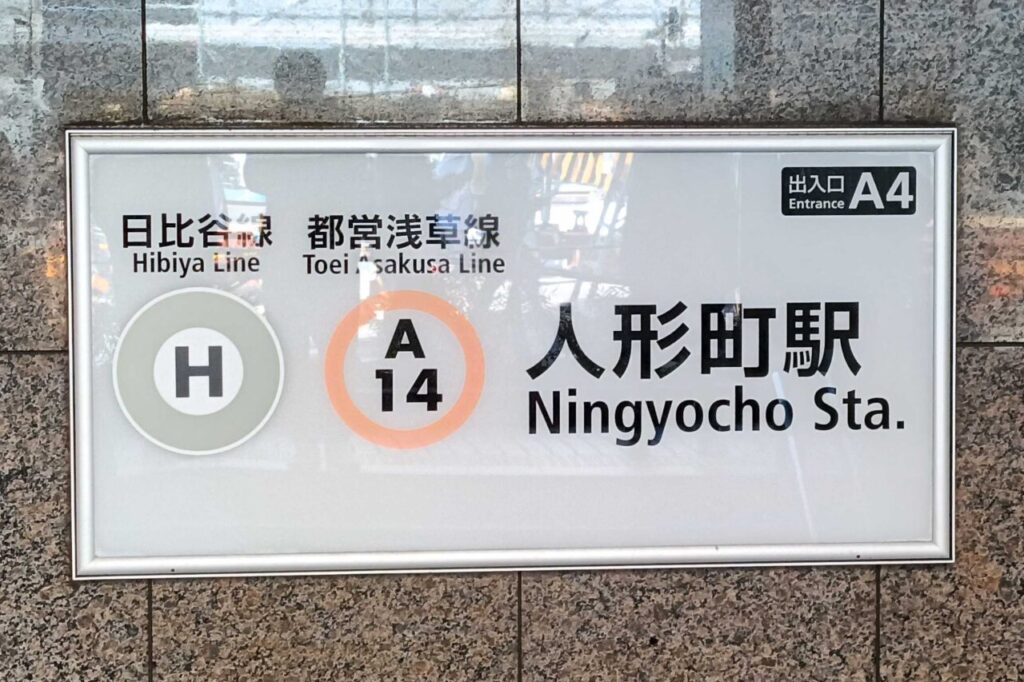 出入口
Entrance A4
日比谷線
Hibiya Line
都営浅草線
Toei Asakusa Line
H
A
14
人形町駅
Ningyocho Sta.